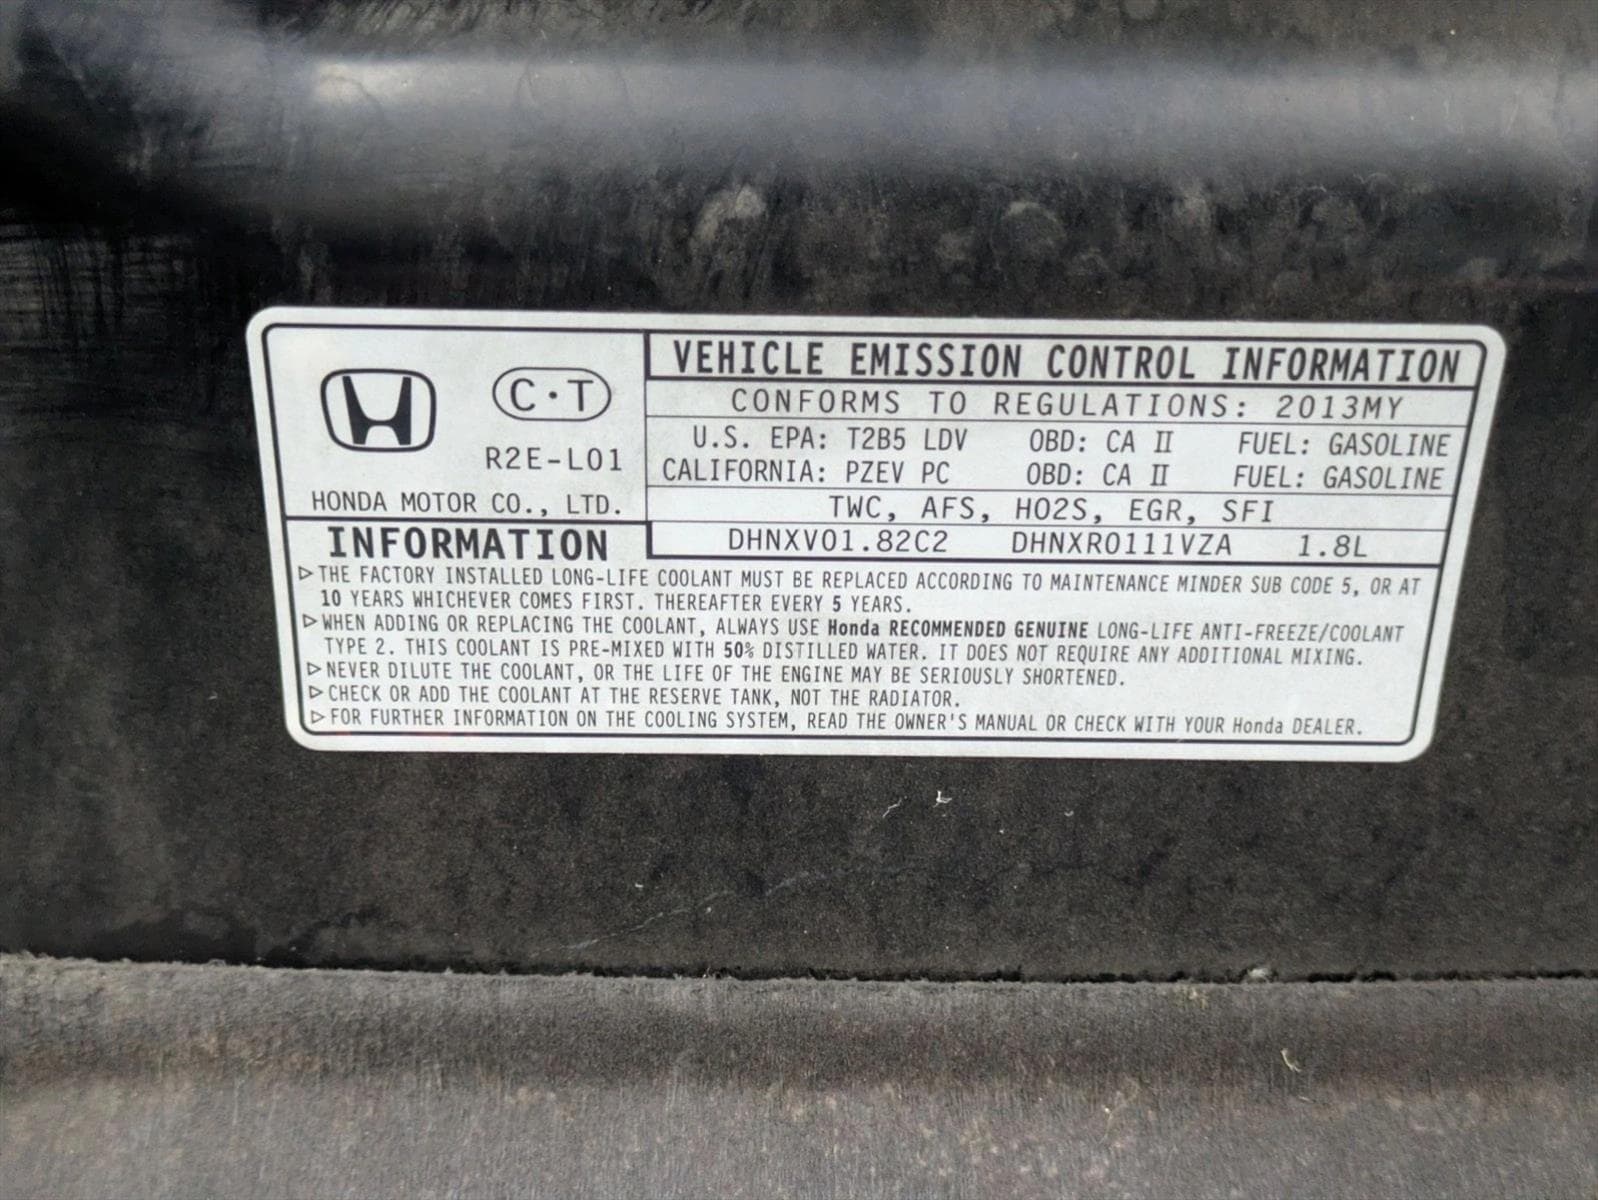 C·T
R2E-L01
HONDA MOTOR CO., LTD.
VEHICLE EMISSION CONTROL INFORMATION
CONFORMS TO REGULATIONS: 2013MY
U.S. EPA: T2B5 LDV OBD: CA II FUEL: GASOLINE
CALIFORNIA: PZEV PC OBD: CA II FUEL: GASOLINE
TWC, AFS, HO2S, EGR, SFI
DHNXV01.82C2 DHNXR0111VZA 1.8L
INFORMATION
▷THE FACTORY INSTALLED LONG-LIFE COOLANT MUST BE REPLACED ACCORDING TO MAINTENANCE MINDER SUB CODE 5, OR AT
10 YEARS WHICHEVER COMES FIRST. THEREAFTER EVERY 5 YEARS.
▷WHEN ADDING OR REPLACING THE COOLANT, ALWAYS USE Honda RECOMMENDED GENUINE LONG-LIFE ANTI-FREEZE/COOLANT
TYPE 2. THIS COOLANT IS PRE-MIXED WITH 50% DISTILLED WATER. IT DOES NOT REQUIRE ANY ADDITIONAL MIXING.
▷NEVER DILUTE THE COOLANT, OR THE LIFE OF THE ENGINE MAY BE SERIOUSLY SHORTENED.
▷CHECK OR ADD THE COOLANT AT THE RESERVE TANK, NOT THE RADIATOR.
▷FOR FURTHER INFORMATION ON THE COOLING SYSTEM, READ THE OWNER'S MANUAL OR CHECK WITH YOUR Honda DEALER.